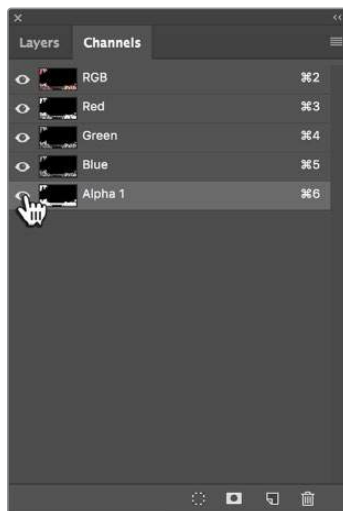 Layers Channels
RGB ⌘2
Red ⌘3
Green ⌘4
Blue ⌘5
Alpha 1 ⌘6